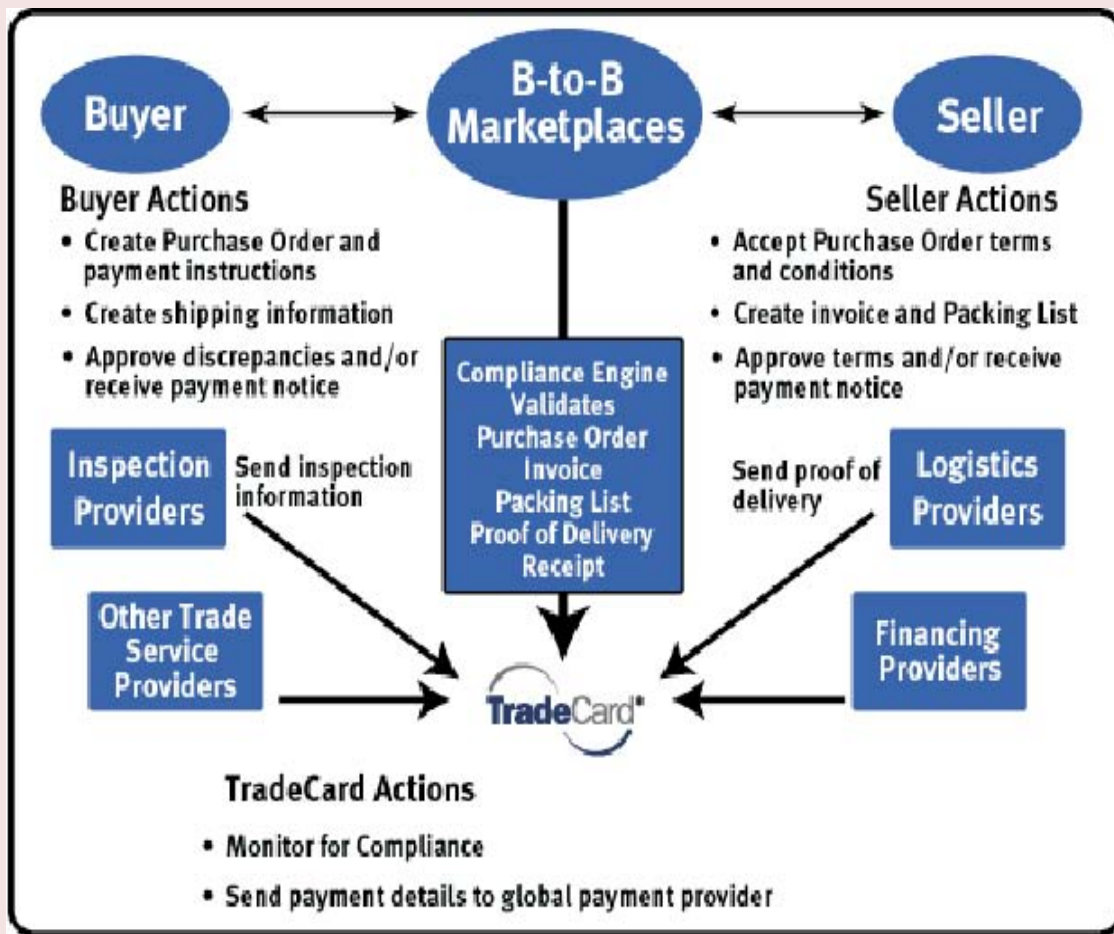 Buyer
B-to-B
Marketplaces
Seller
Buyer Actions
• Create Purchase Order and
payment instructions
• Create shipping information
• Approve discrepancies and/or
receive payment notice
Seller Actions
• Accept Purchase Order terms
and conditions
• Create invoice and Packing List
• Approve terms and/or receive
payment notice
Compliance Engine
Validates
Purchase Order
Invoice
Packing List
Proof of Delivery
Receipt
Inspection
Providers
Send inspection
information
Send proof of
delivery
Logistics
Providers
Other Trade
Service
Providers
Financing
Providers
TradeCard
TradeCard Actions
• Monitor for Compliance
• Send payment details to global payment provider